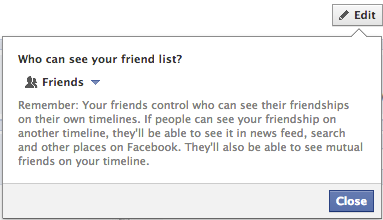 Edit
Who can see your friend list?
Friends
Remember: Your friends control who can see their friendships
on their own timelines. If people can see your friendship on
another timeline, they'll be able to see it in news feed, search
and other places on Facebook. They'll also be able to see mutual
friends on your timeline.
Close